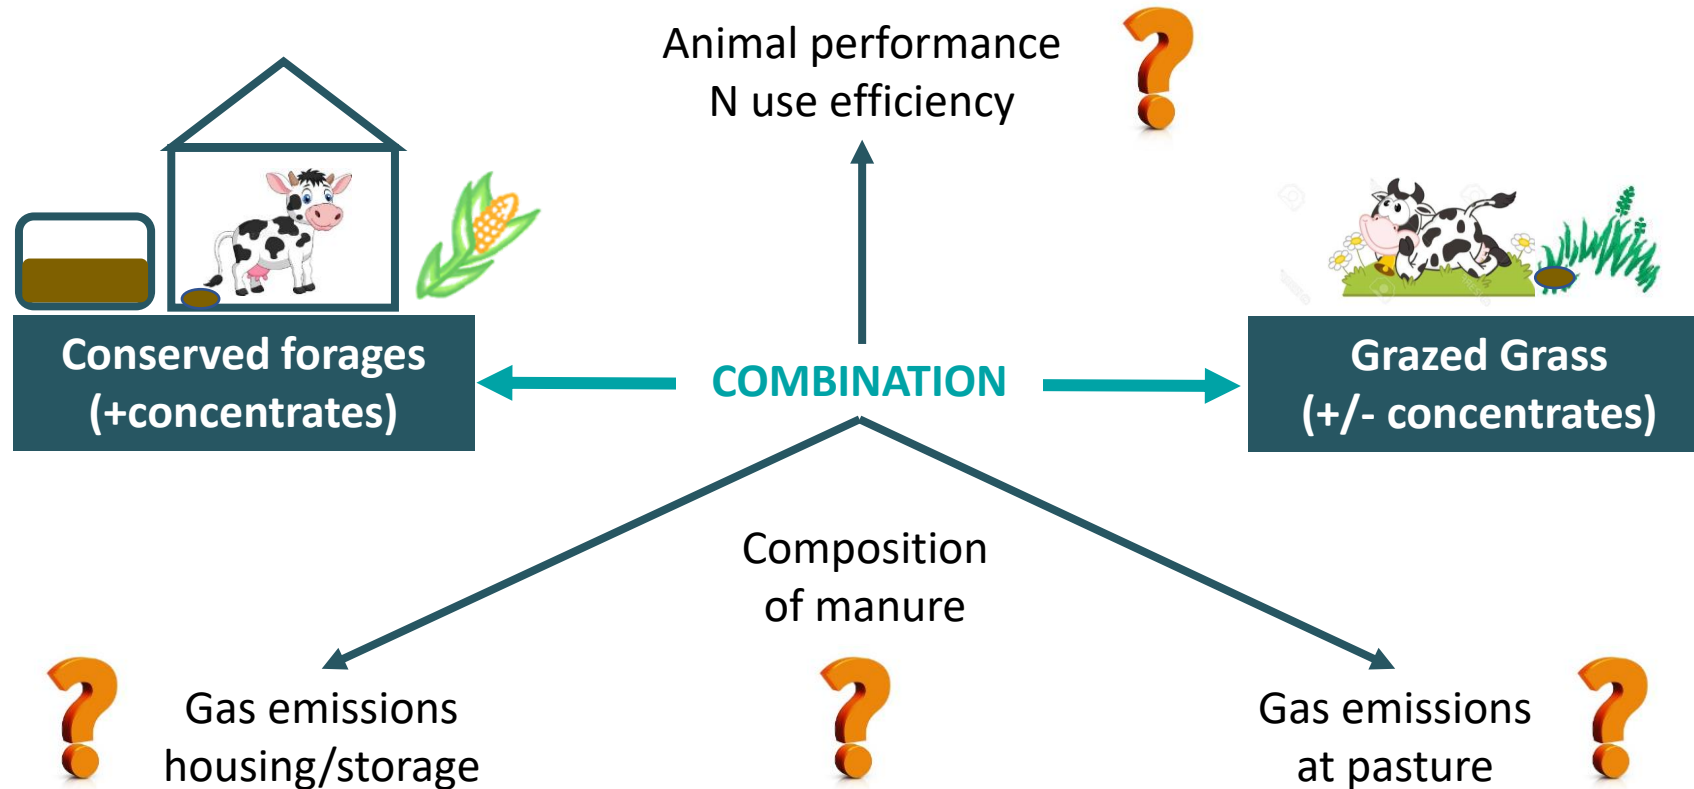 Animal performance
N use efficiency
Conserved forages
(+concentrates)
COMBINATION
Grazed Grass
(+/- concentrates)
Composition
of manure
Gas emissions
housing/storage
Gas emissions
at pasture